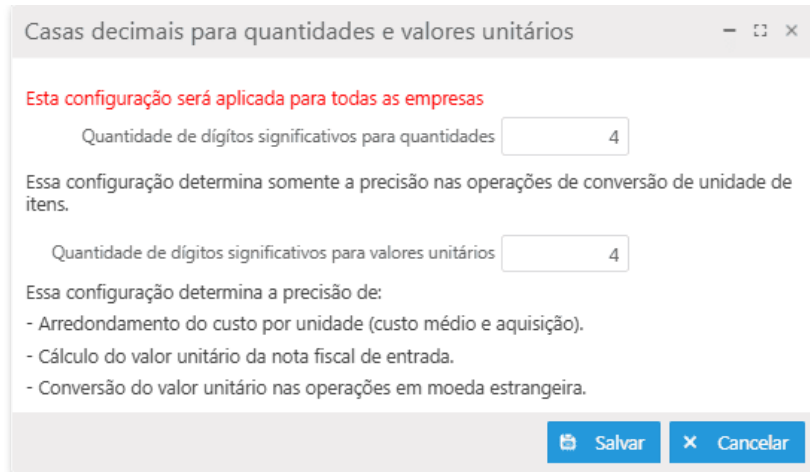 Casas decimais para quantidades e valores unitários
Esta configuração será aplicada para todas as empresas
Quantidade de dígítos significativos para quantidades 4
Essa configuração determina somente a precisão nas operações de conversão de unidade de
itens.
Quantidade de dígitos significativos para valores unitários 4
Essa configuração determina a precisão de:
- Arredondamento do custo por unidade (custo médio e aquisição).
- Cálculo do valor unitário da nota fiscal de entrada.
- Conversão do valor unitário nas operações em moeda estrangeira.
Salvar Cancelar